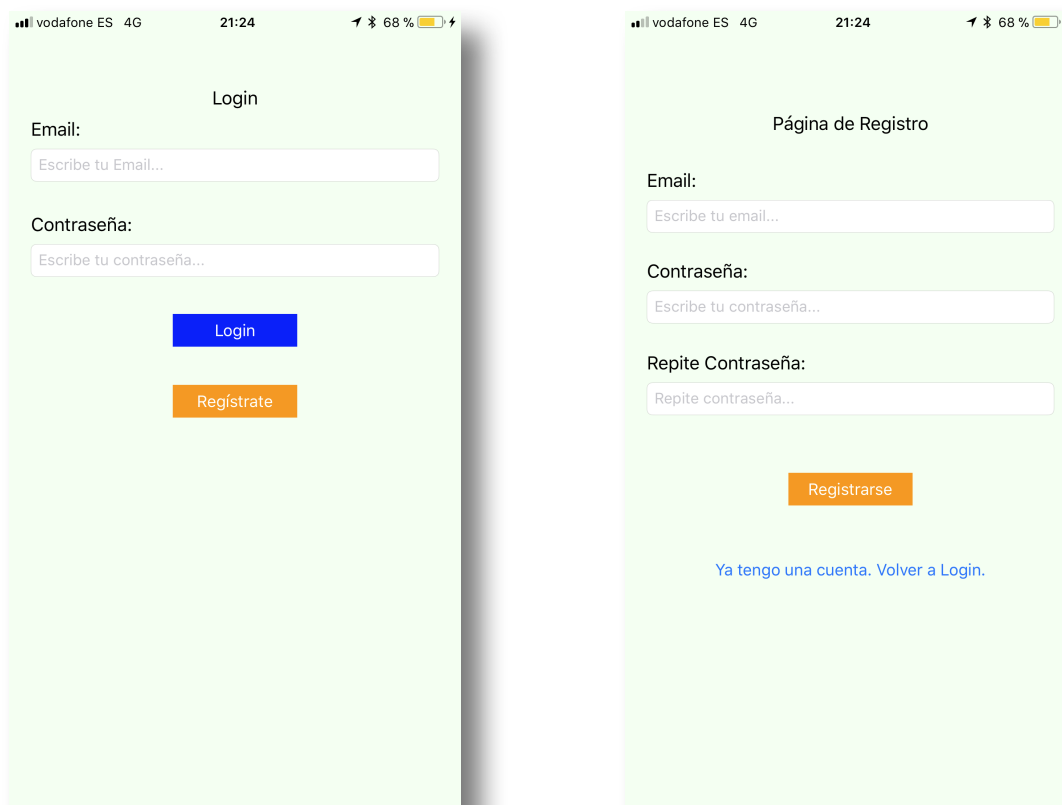 vodafone ES 4G 21:24 68 %
Login
Email:
Escribe tu Email...
Contraseña:
Escribe tu contraseña...
Login
Regístrate
vodafone ES 4G 21:24 68 %
Página de Registro
Email:
Escribe tu email...
Contraseña:
Escribe tu contraseña...
Repite Contraseña:
Repite contraseña...
Registrarse
Ya tengo una cuenta. Volver a Login.